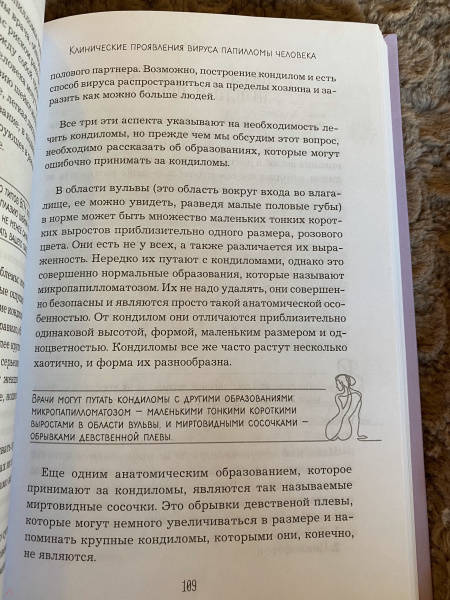 Клинические проявления вируса папилломы человека
полового партнера. Возможно, построение кондилом и есть
способ вируса распространиться за пределы хозяина и за-
разить как можно больше людей.
Все три эти аспекта указывают на необходимость ле-
чить кондиломы, но прежде чем мы обсудим этот вопрос,
необходимо рассказать об образованиях, которые могут
ошибочно принимать за кондиломы.
В области вульвы (это область вокруг входа во влага-
лище, ее можно увидеть, разведя малые половые губы)
в норме может быть множество маленьких тонких корот-
ких выростов приблизительно одного размера, розового
цвета. Они есть не у всех, а также различается их выра-
женность. Нередко их путают с кондиломами, однако это
совершенно нормальные образования, которые называют
микропапилломатозом. Их не надо удалять, они совершен-
но безопасны и являются просто такой анатомической осо-
бенностью. От кондилом они отличаются приблизительно
одинаковой высотой, формой, маленьким размером и од-
ноцветностью. Кондиломы все же часто растут несколько
хаотично, и форма их разнообразна.
Врачи могут путать кондиломы с другими образованиями:
микропапилломатозом — маленькими тонкими короткими
выростами в области вульвы, и миртовидными сосочками —
обрывками девственной плевы.
Еще одним анатомическим образованием, которое
принимают за кондиломы, являются так называемые
миртовидные сосочки. Это обрывки девственой плевы,
которые могут немного увеличиваться в размере и на-
поминать крупные кондиломы, которыми они, конечно,
не являются.
109